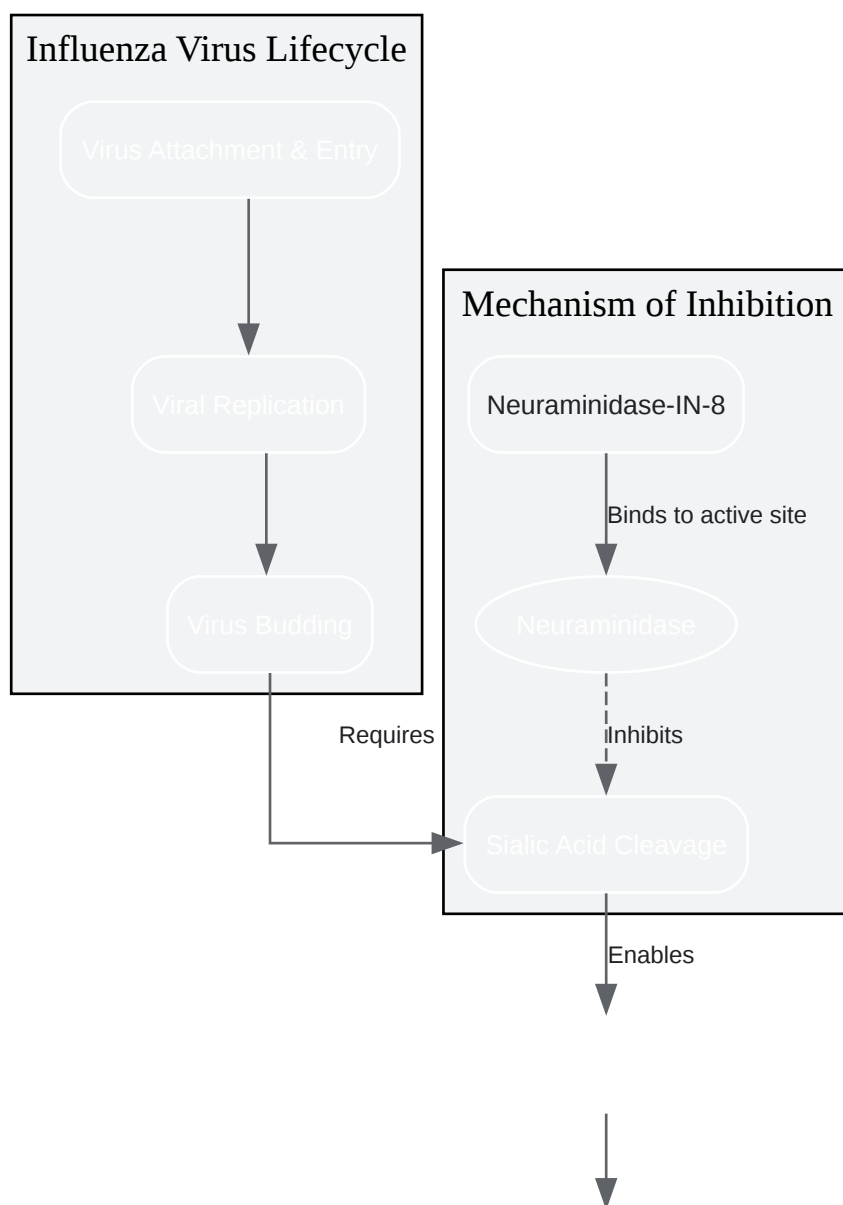 Influenza Virus Lifecycle
Virus Attachment & Entry
Mechanism of Inhibition
Viral Replication
Neuraminidase-IN-8
Binds to active site
Virus Budding
Neuraminidase
Requires
Inhibits
Sialic Acid Cleavage
Enables